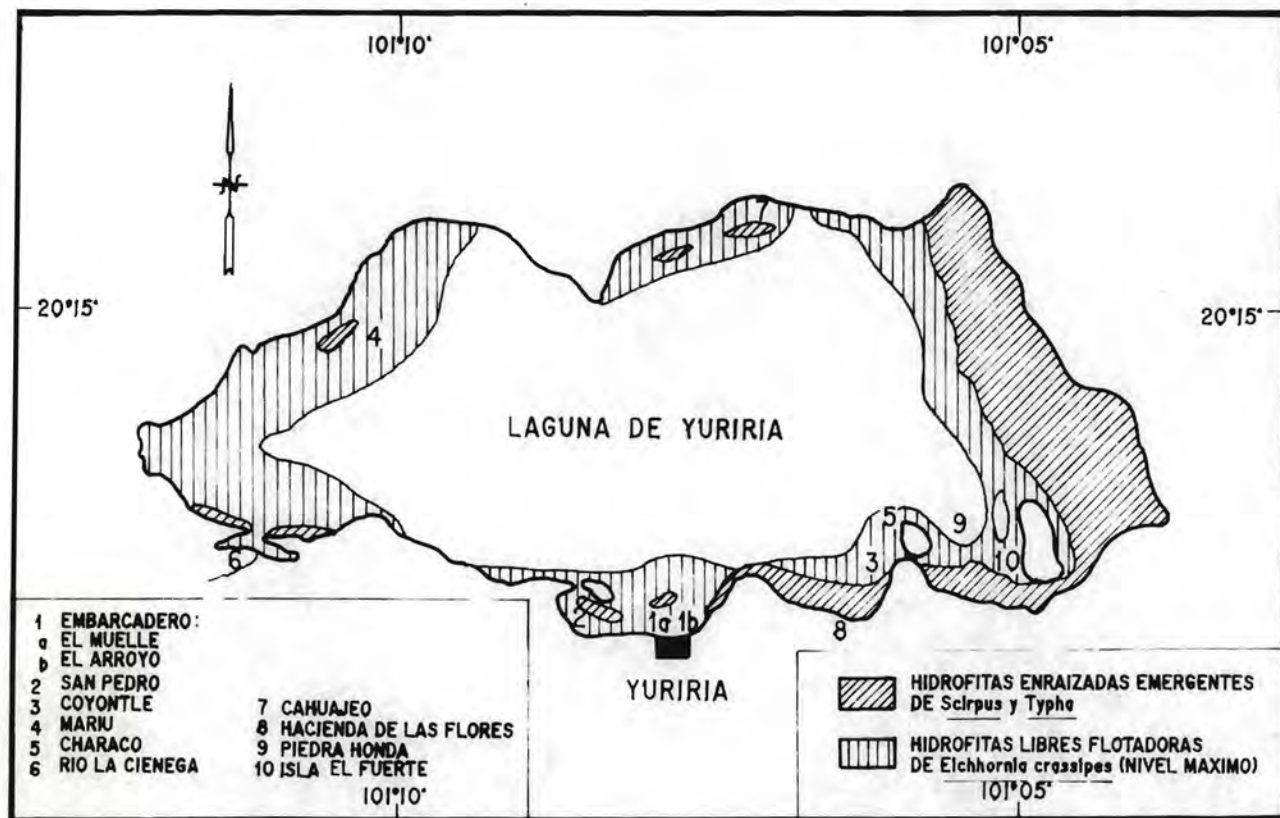 101°10'
101°05'
N
20°15'
20°15'
7
4
LAGUNA DE YURIRIA
5
9
3
10
6
2
1a 1b
8
YURIRIA
1 EMBARCADERO:
a EL MUELLE
b EL ARROYO
2 SAN PEDRO
3 COYONTLE
4 MARIU
5 CHARACO
6 RIO LA CIENEGA
7 CAHUAJEO
8 HACIENDA DE LAS FLORES
9 PIEDRA HONDA
10 ISLA EL FUERTE
HIDROFITAS ENRAIZADAS EMERGENTES
DE Scirpus y Typha
HIDROFITAS LIBRES FLOTADORAS
DE Eichhornia crassipes (NIVEL MAXIMO)
101°10'
101°05'